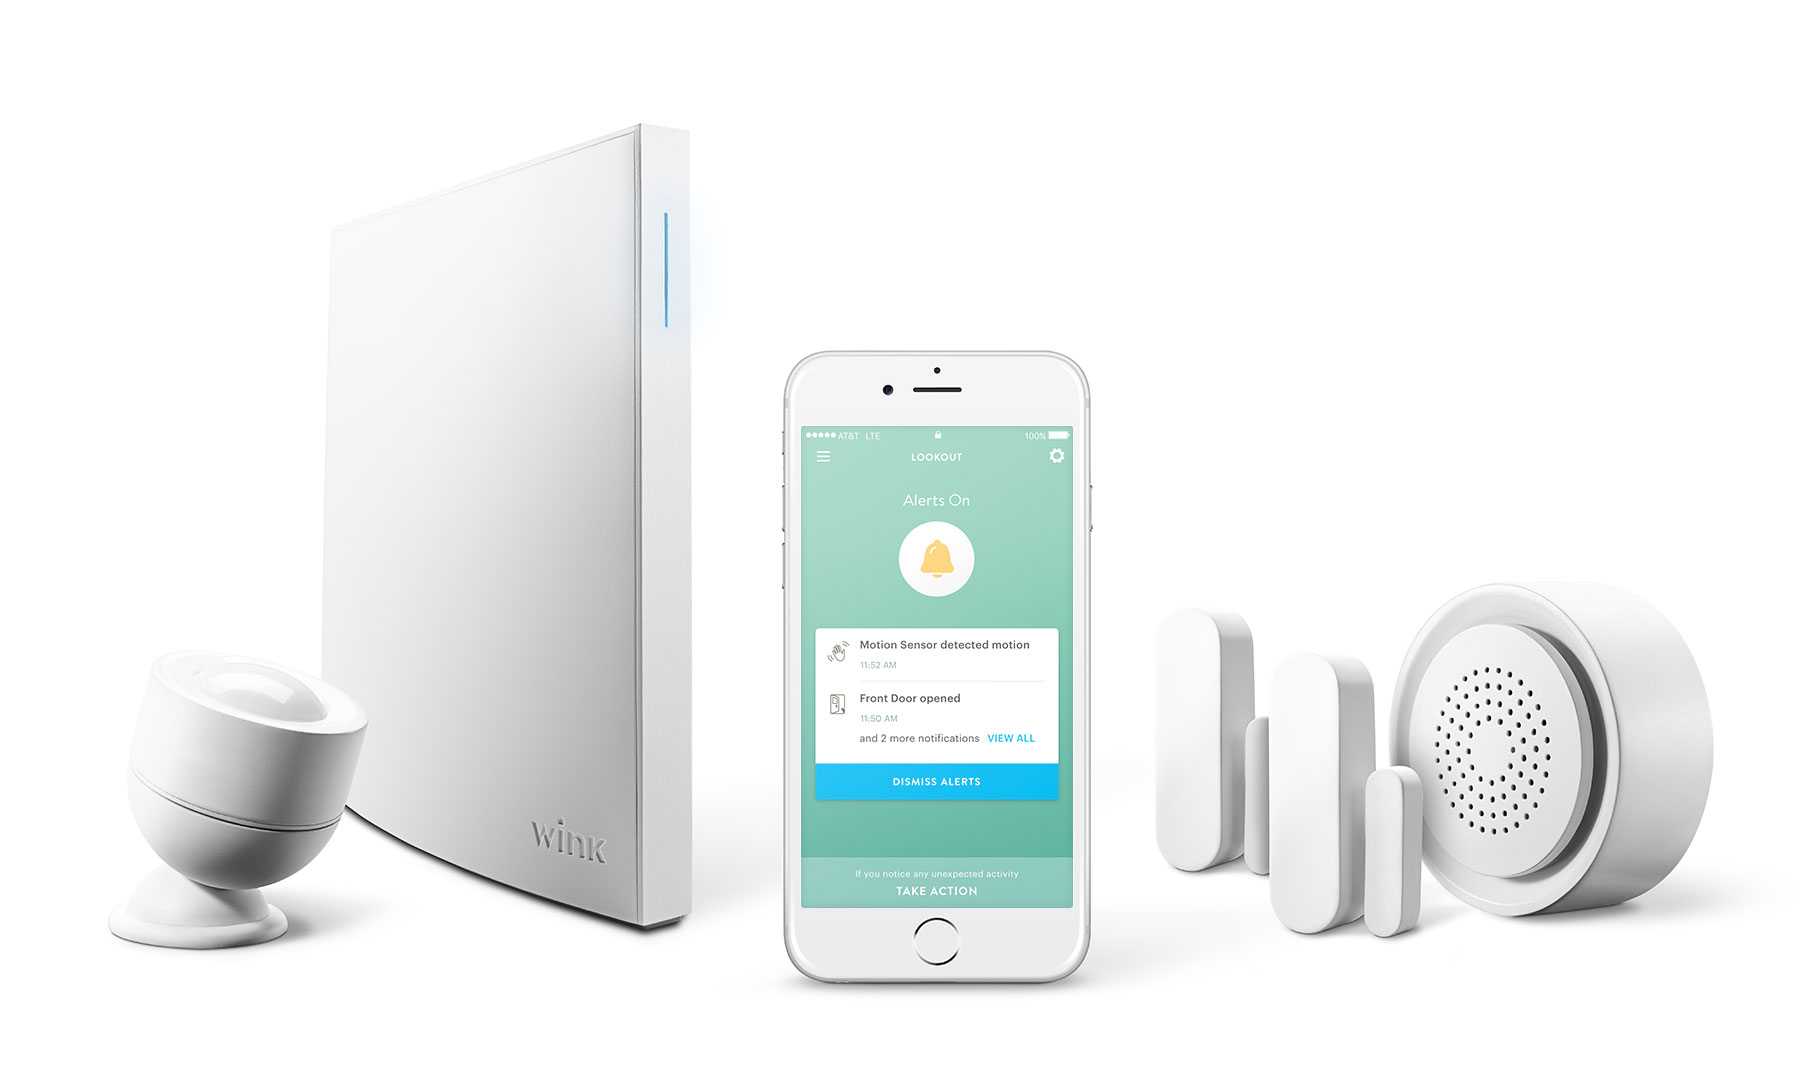 wink
AT&T LTE 100%
LOOKOUT
Alerts On
Motion Sensor detected motion
11:52 AM
Front Door opened
11:50 AM
and 2 more notifications VIEW ALL
DISMISS ALERTS
If you notice any unexpected activity
TAKE ACTION